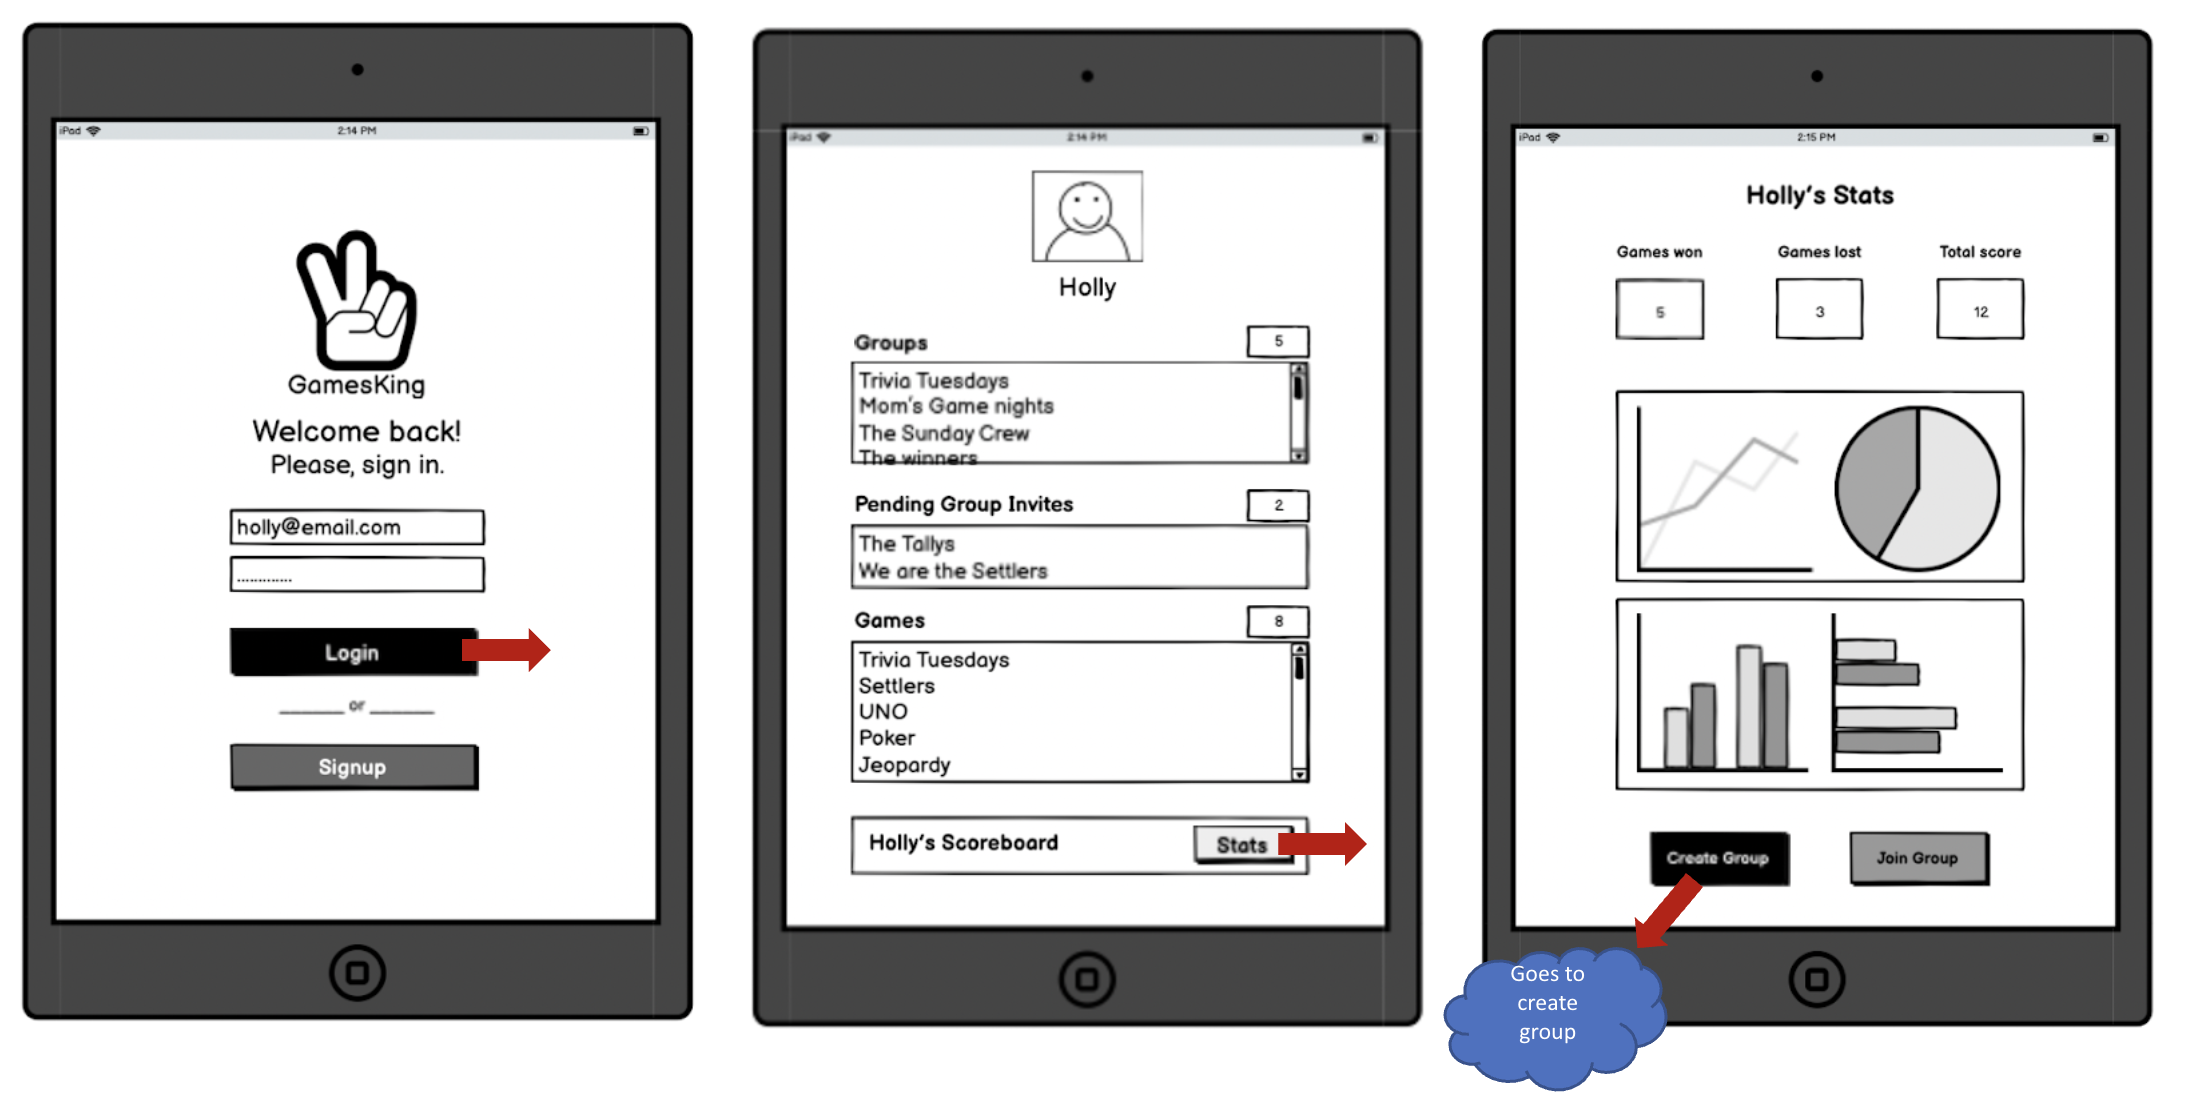 iPad
2:14 PM
GamesKing
Welcome back!
Please, sign in.
holly@email.com
.............
Login
_______ or _______
Signup
iPad
2:14 PM
Holly
Groups
5
Trivia Tuesdays
Mom's Game nights
The Sunday Crew
The winners
Pending Group Invites
2
The Tallys
We are the Settlers
Games
8
Trivia Tuesdays
Settlers
UNO
Poker
Jeopardy
Holly's Scoreboard
Stats
iPad
2:15 PM
Holly's Stats
Games won
Games lost
Total score
5
3
12
Create Group
Join Group
Goes to
create
group